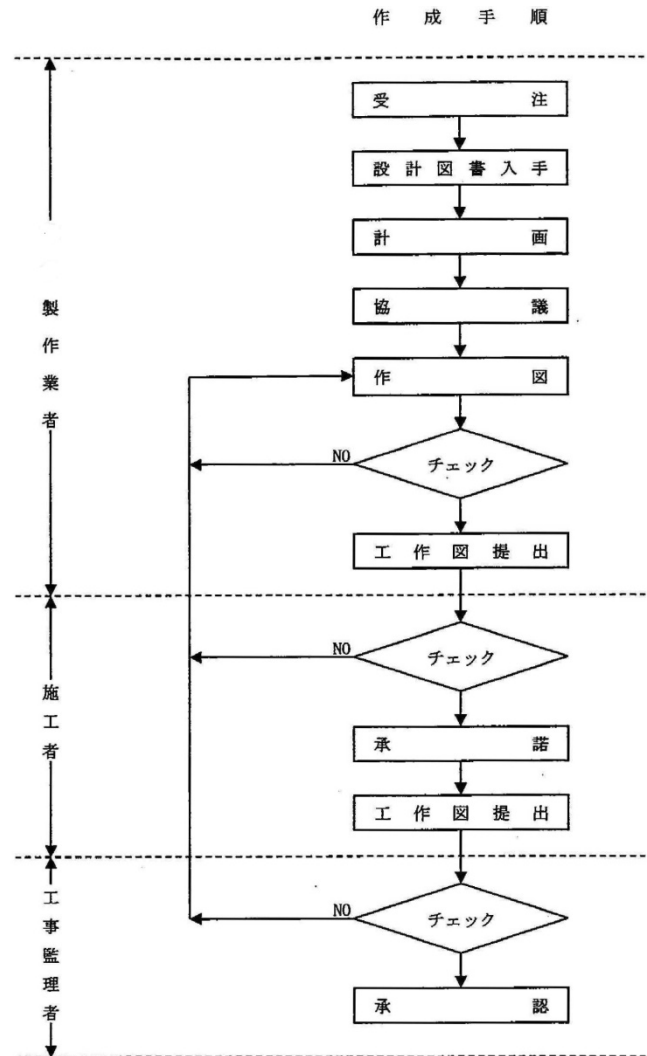 作成手順
受注
設計図書入手
計画
協議
作図
チェック
NO
工作図提出
製作業者
チェック
NO
承諾
工作図提出
施工者
チェック
NO
承認
工事監理者